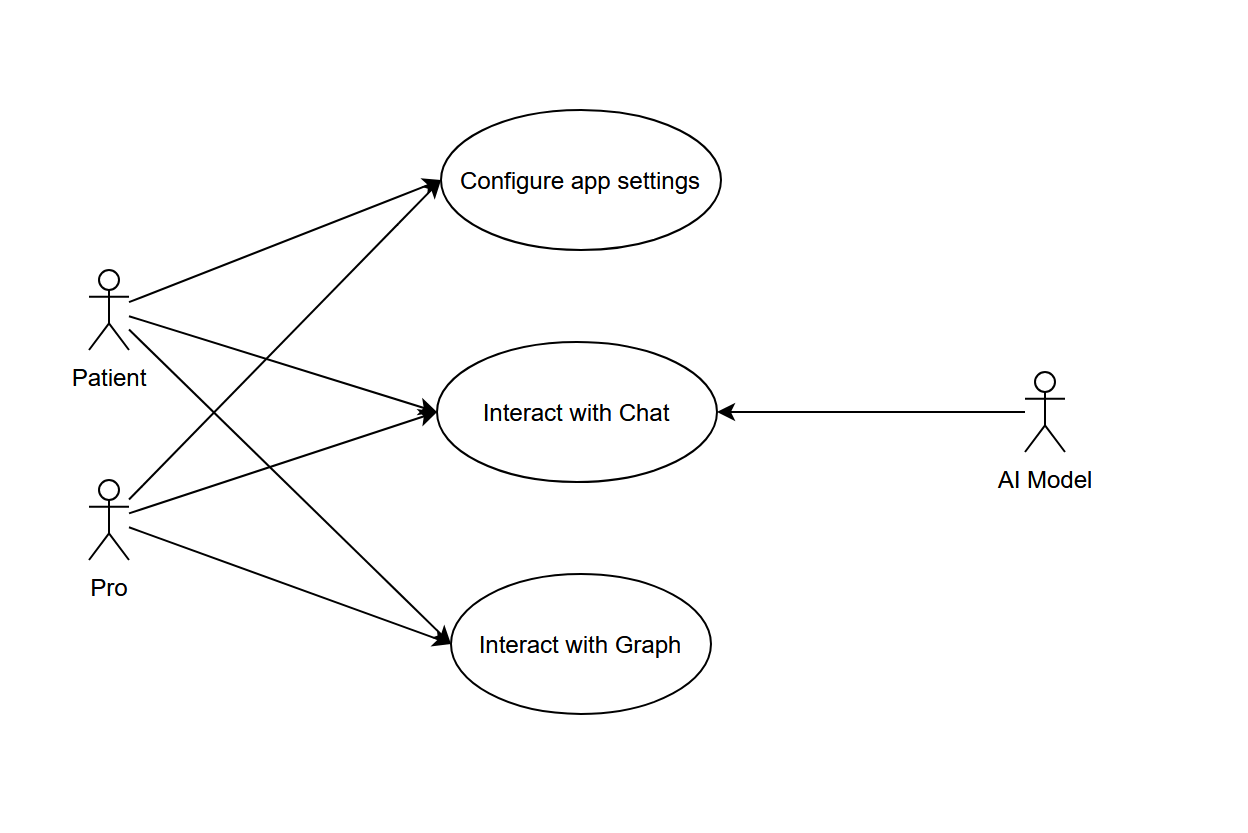 Configure app settings
Patient
Interact with Chat
AI Model
Pro
Interact with Graph